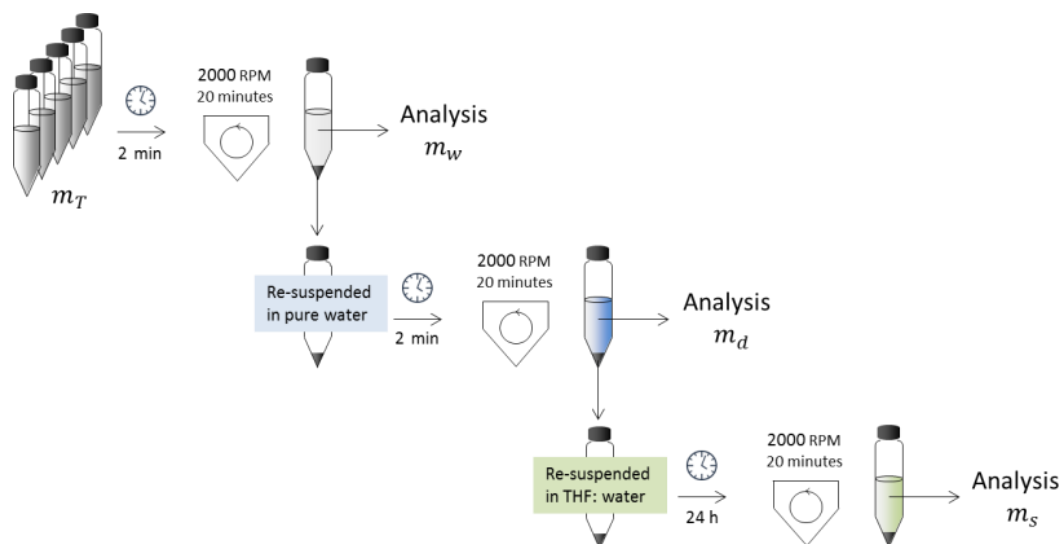 2000 RPM
20 minutes
Analysis
m_w
2 min
m_T
Re-suspended
in pure water
2 min
2000 RPM
20 minutes
Analysis
m_d
Re-suspended
in THF: water
24 h
2000 RPM
20 minutes
Analysis
m_s